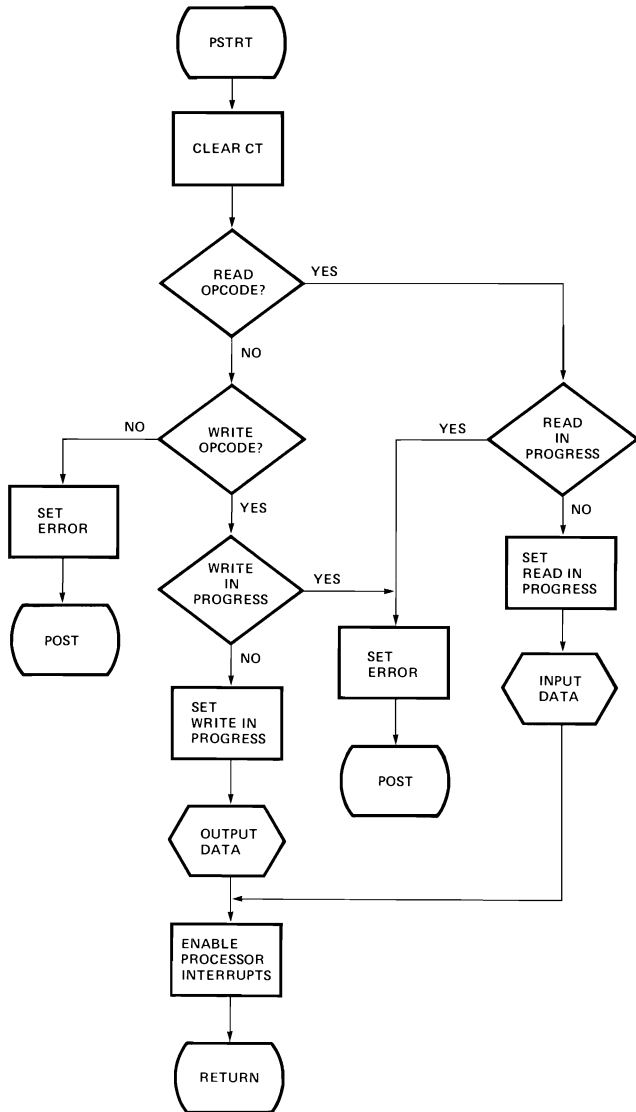 PSTRT
CLEAR CT
READ
OPCODE?
YES
NO
WRITE
OPCODE?
NO
YES
READ
IN
PROGRESS
YES
NO
SET
ERROR
POST
YES
WRITE
IN
PROGRESS
YES
NO
SET
READ IN
PROGRESS
INPUT
DATA
SET
ERROR
POST
SET
WRITE IN
PROGRESS
OUTPUT
DATA
ENABLE
PROCESSOR
INTERRUPTS
RETURN